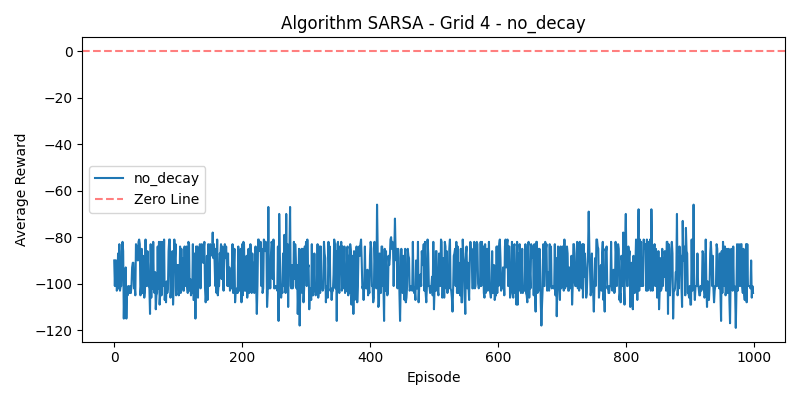 Algorithm SARSA - Grid 4 - no_decay
Average Reward
0
−20
−40
−60
−80
−100
−120
no_decay
Zero Line
0
200
400
600
800
1000
Episode